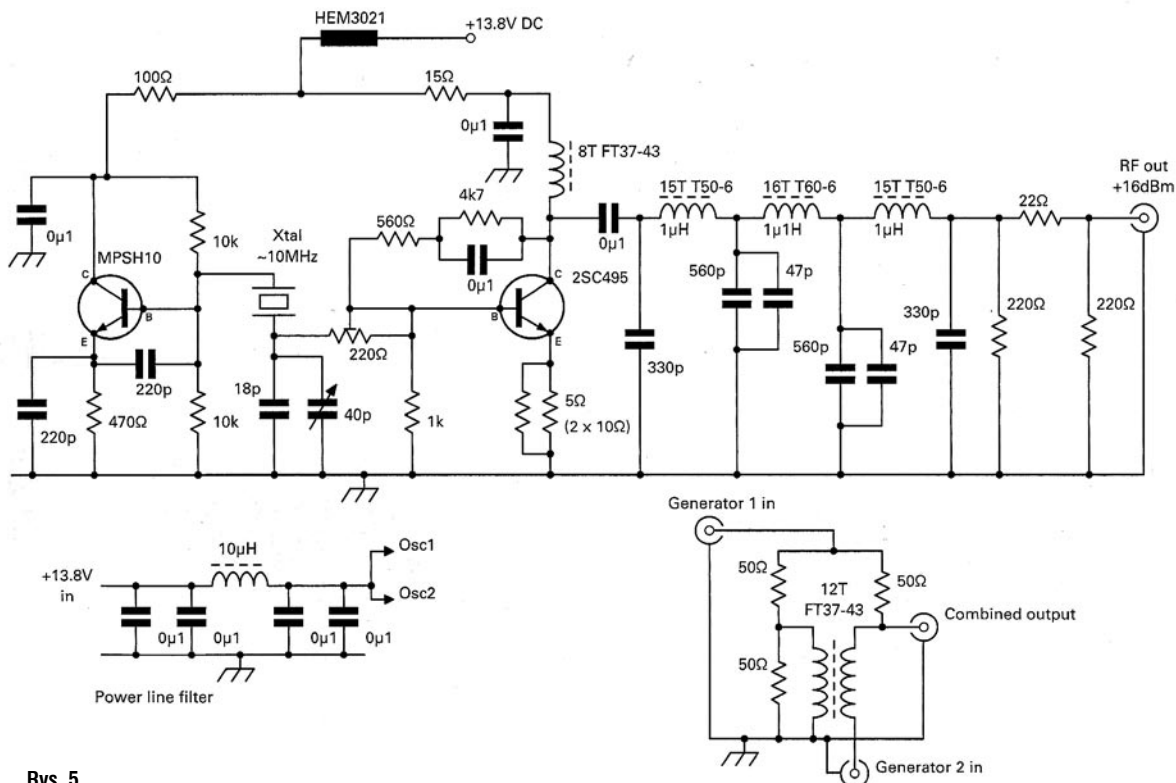 HEM3021
+13.8V DC
100Ω
15Ω
0µ1
8T FT37-43
RF out
+16dBm
4k7
15T T50-6
1µH
16T T60-6
1µ1H
15T T50-6
1µH
22Ω
560Ω
0µ1
0µ1
0µ1
10k
Xtal
~10MHz
MPSH10
C
B
E
2SC495
C
B
E
560p
47p
560p
47p
330p
330p
220Ω
220Ω
220Ω
220p
220p
470Ω
10k
18p
40p
1k
5Ω
(2 x 10Ω)
+13.8V
in
10µH
Osc1
Osc2
0µ1
0µ1
0µ1
0µ1
Power line filter
Generator 1 in
50Ω
12T
FT37-43
50Ω
50Ω
Combined output
Generator 2 in
Rys. 5